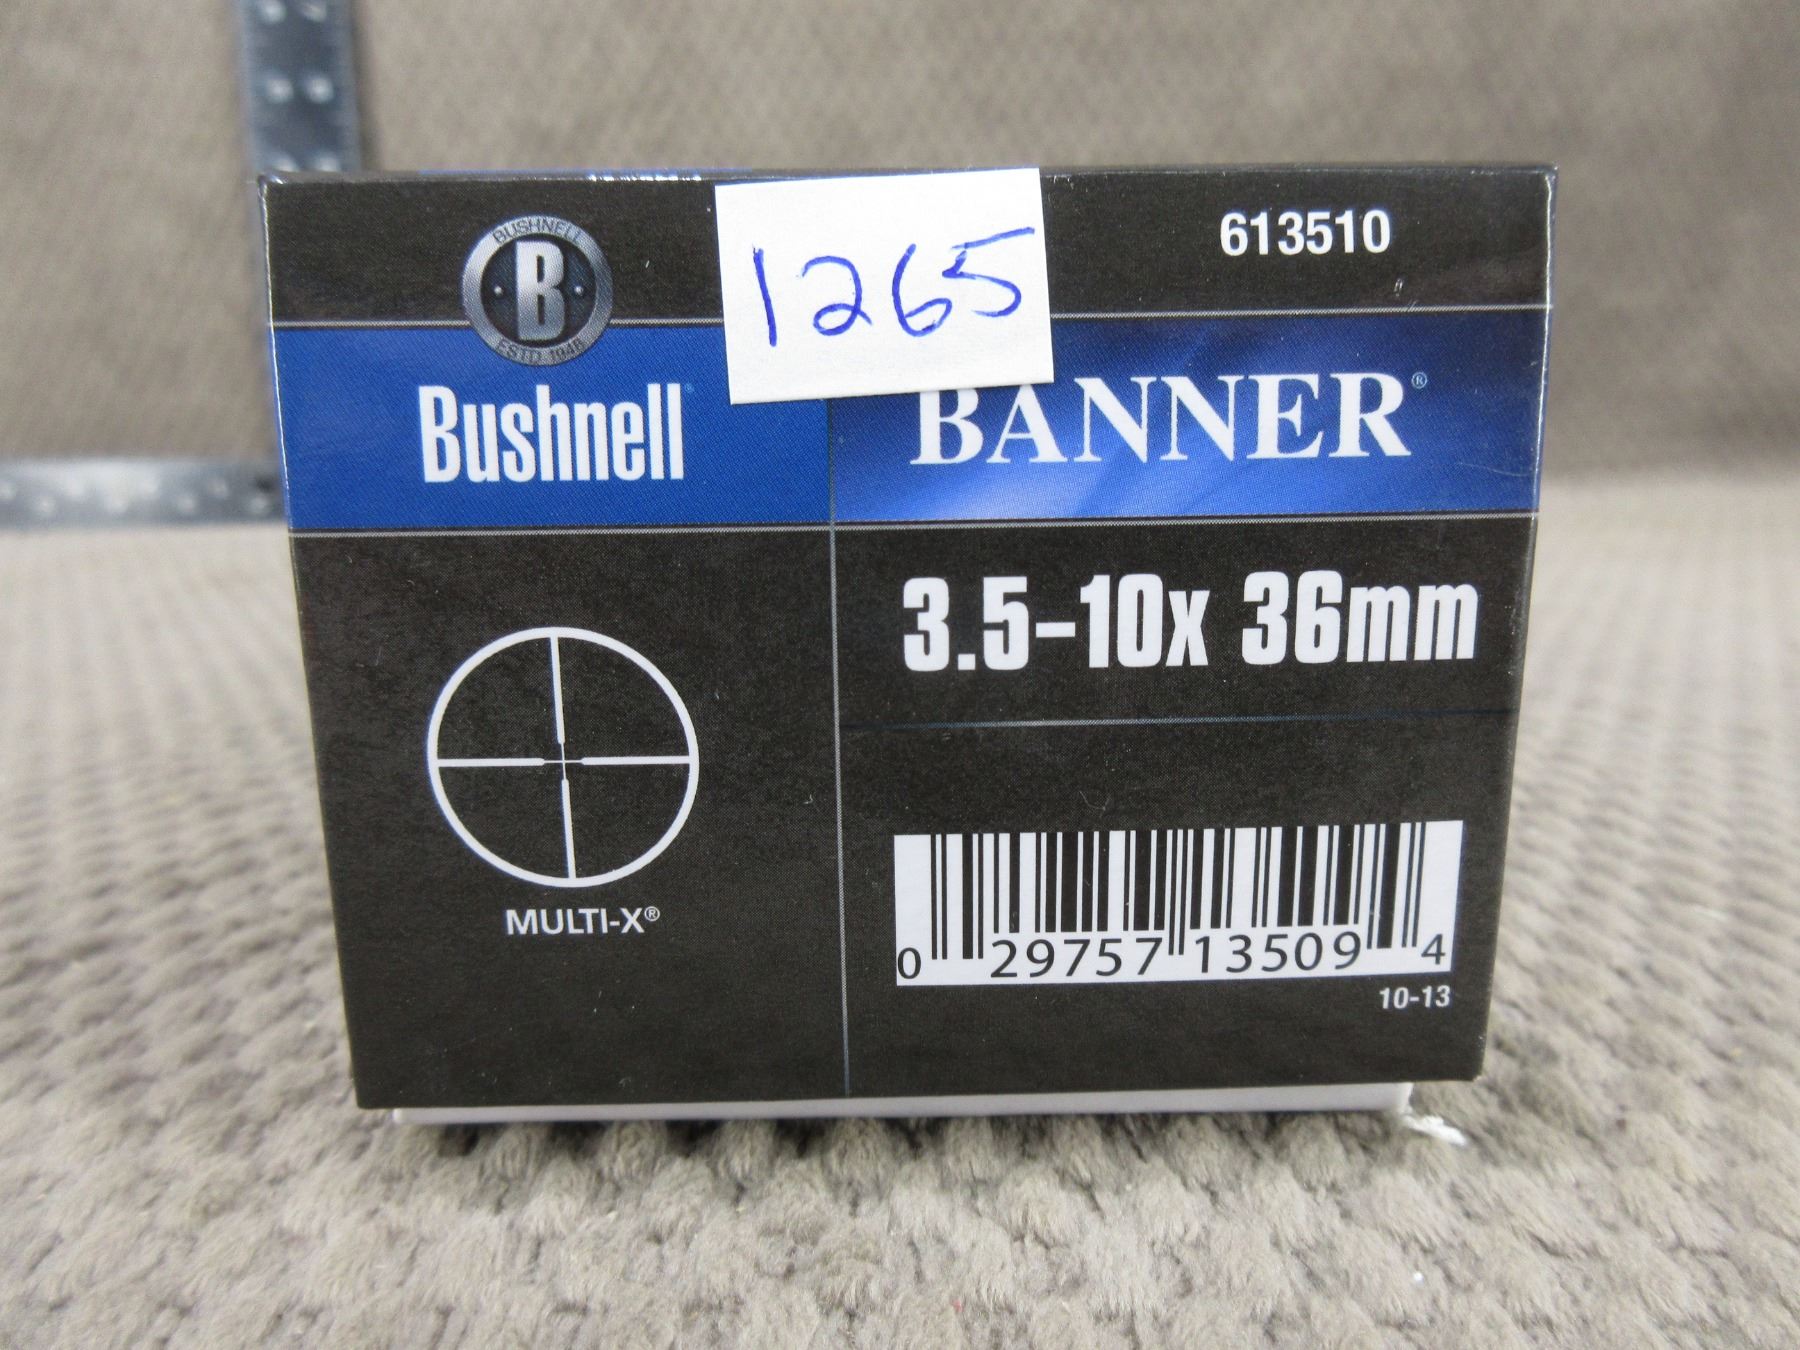 1265
613510
BUSHNELL
B
ESTD 1948
Bushnell
BANNER®
3.5-10x 36mm
MULTI-X®
0 29757 13509 4
10-13